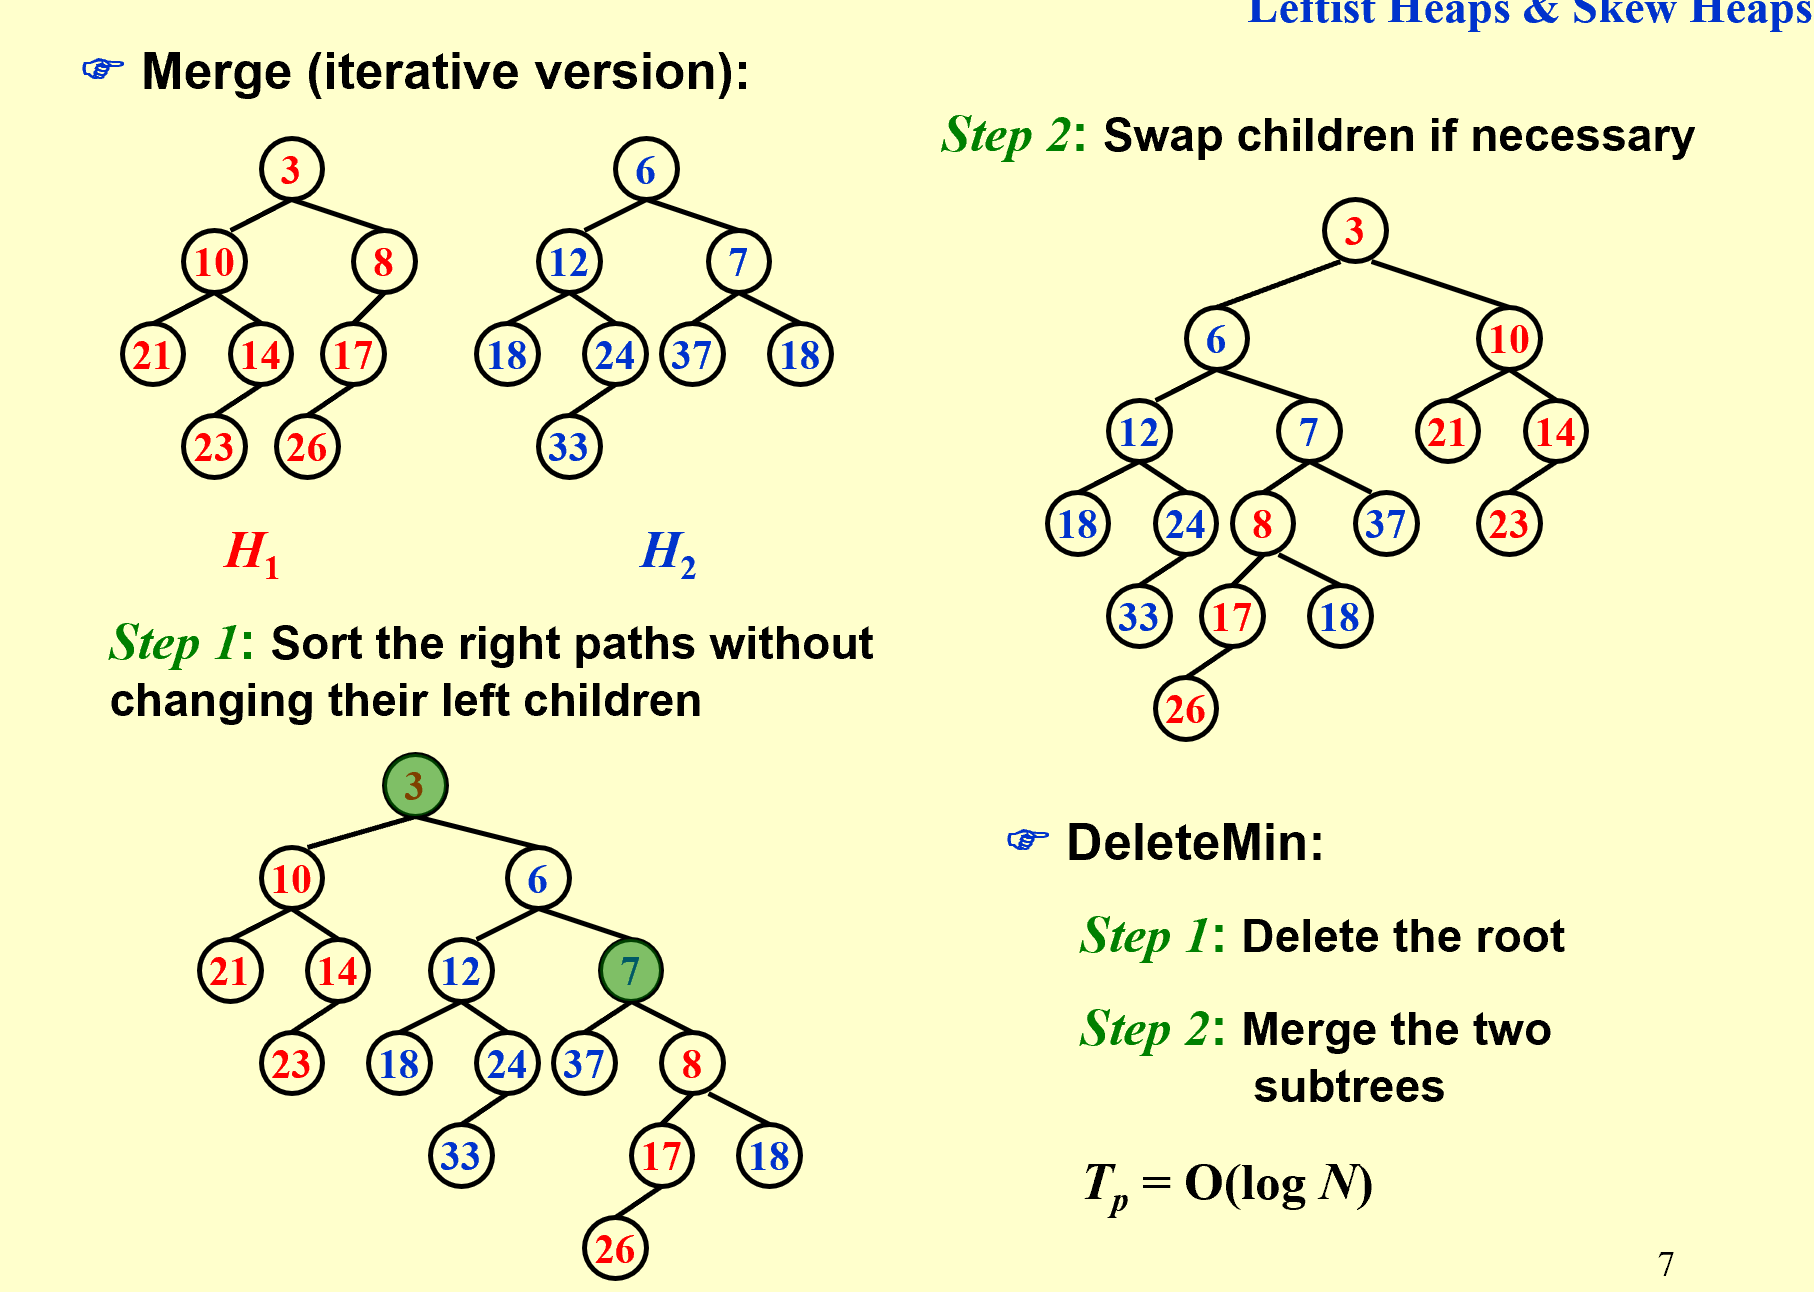 Leftist Heaps & Skew Heaps
☞ Merge (iterative version):
3
10 8
21 14 17
23 26
H1
6
12 7
18 24 37 18
33
H2
Step 1: Sort the right paths without
changing their left children
3
10 6
21 14 12 7
23 18 24 37 8
33 17 18
26
Step 2: Swap children if necessary
3
6 10
12 7 21 14
18 24 8 37 23
33 17 18
26
☞ DeleteMin:
Step 1: Delete the root
Step 2: Merge the two
subtrees
Tp = O(log N)
7